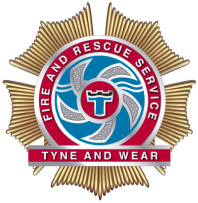 FIRE AND RESCUE SERVICE
TYNE AND WEAR